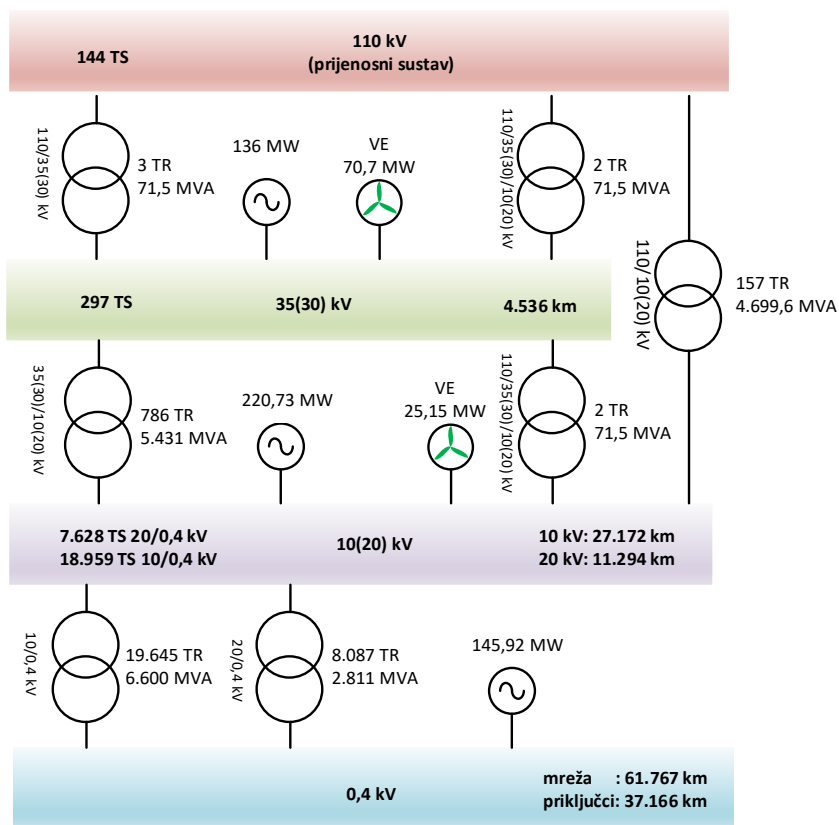 110 kV
144 TS
(prijenosni sustav)
110/35(30) kV
3 TR
71,5 MVA
136 MW
VE
70,7 MW
110/35(30)/10(20) kV
2 TR
71,5 MVA
110/10(20) kV
157 TR
4.699,6 MVA
297 TS
35(30) kV
4.536 km
35(30)/10(20) kV
786 TR
5.431 MVA
220,73 MW
VE
25,15 MW
110/35(30)/10(20) kV
2 TR
71,5 MVA
7.628 TS 20/0,4 kV
18.959 TS 10/0,4 kV
10(20) kV
10 kV: 27.172 km
20 kV: 11.294 km
10/0,4 kV
19.645 TR
6.600 MVA
20/0,4 kV
8.087 TR
2.811 MVA
145,92 MW
0,4 kV
mreža : 61.767 km
priključci: 37.166 km